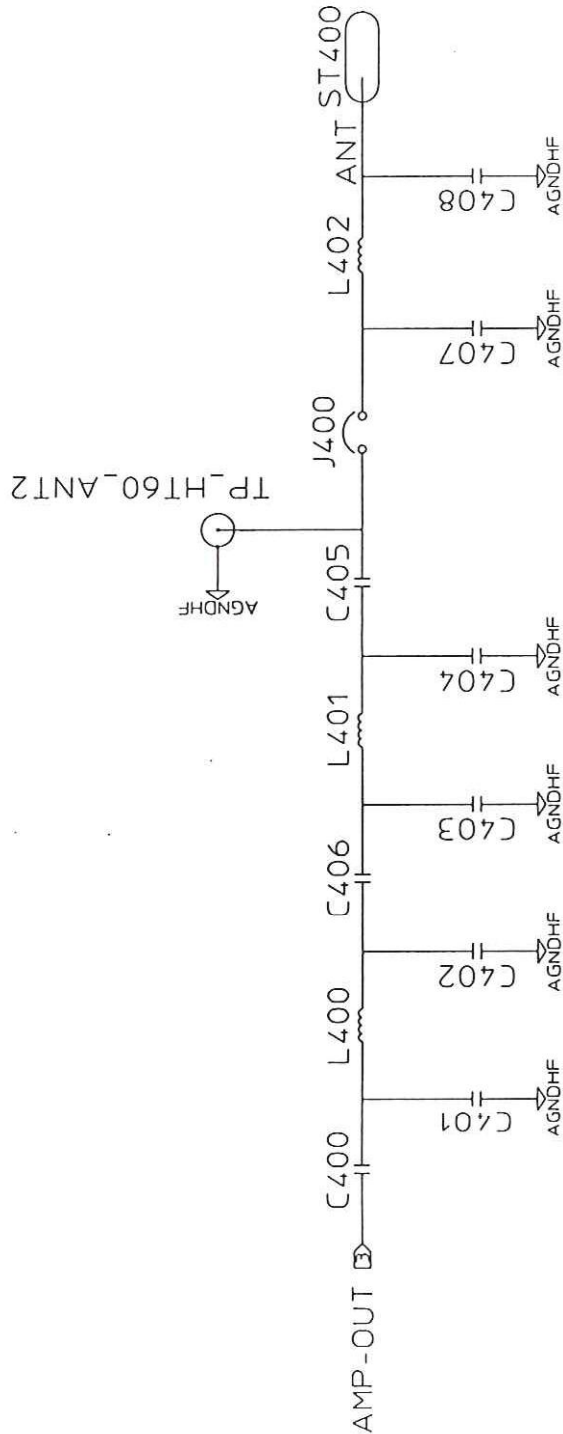 AMP-OUT
C400
C401
AGNDHF
L400
C402
AGNDHF
C406
C403
AGNDHF
L401
C404
AGNDHF
C405
TP_HT60_ANT2
AGNDHF
J400
C407
AGNDHF
L402
C408
AGNDHF
ANT
ST400